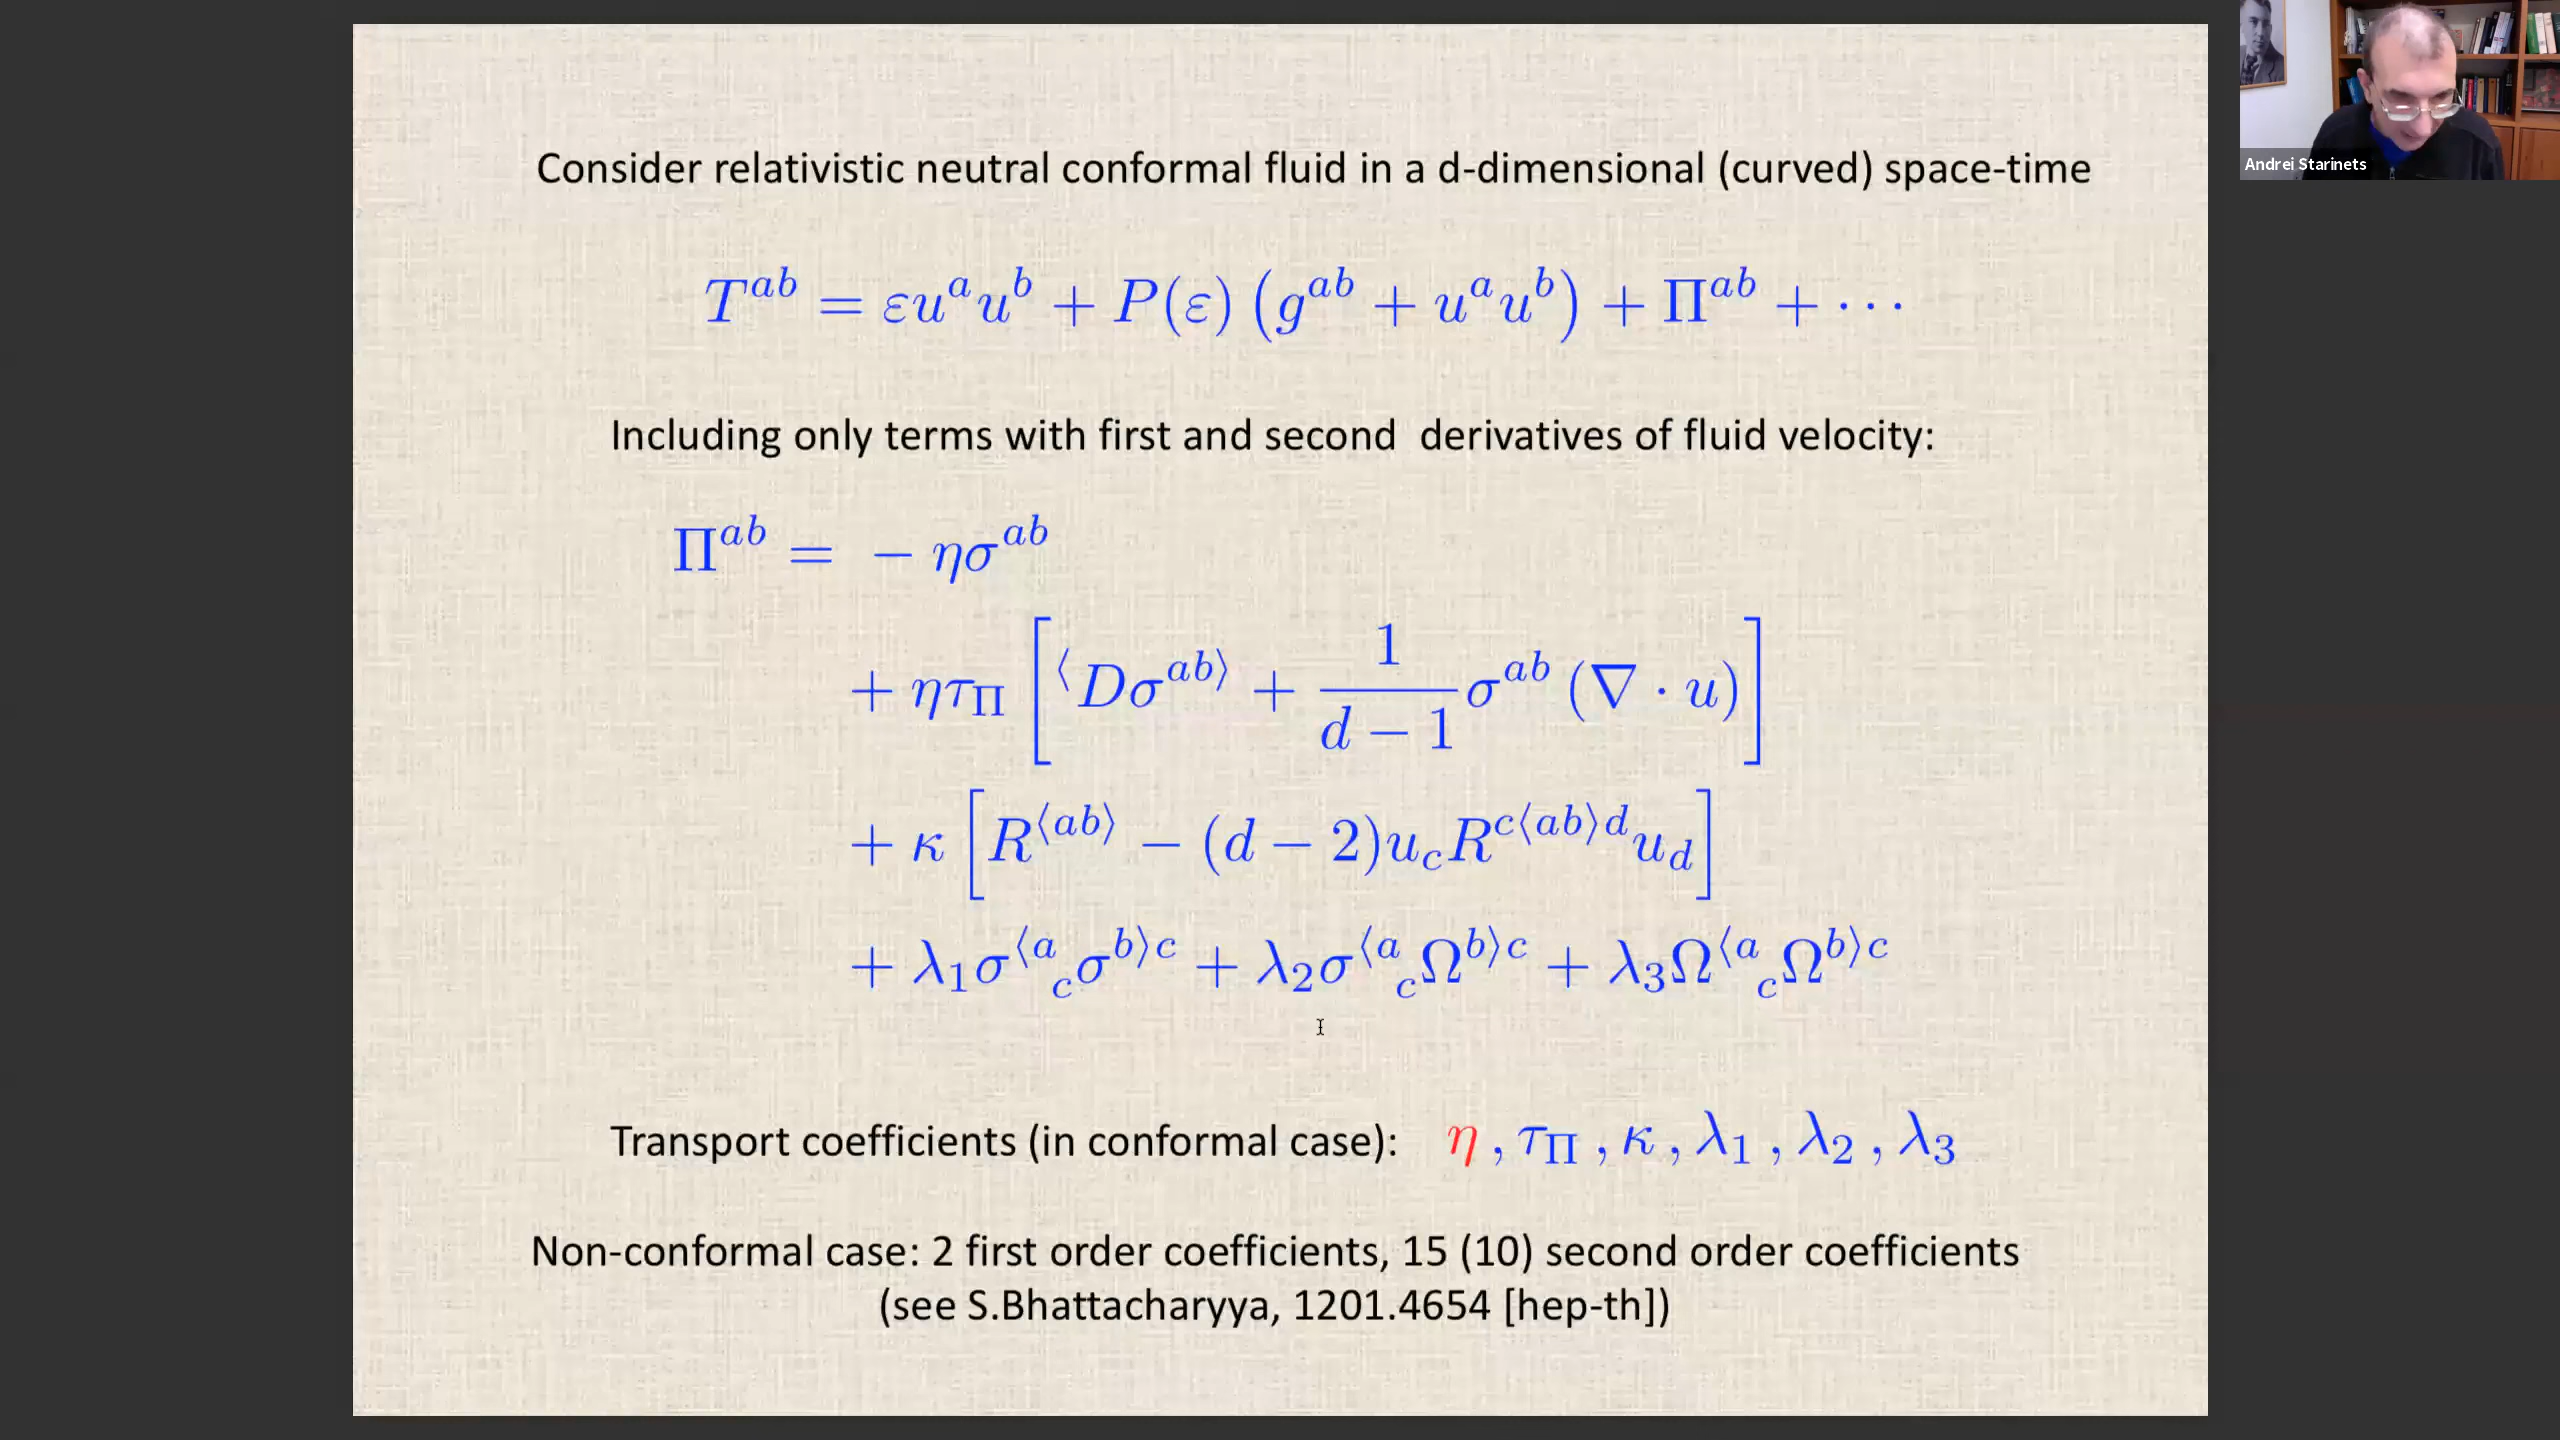 Consider relativistic neutral conformal fluid in a d-dimensional (curved) space-time
Andrei Starinets
T^{ab} = εu^a u^b + P(ε) (g^{ab} + u^a u^b) + Π^{ab} + ⋯
Including only terms with first and second derivatives of fluid velocity:
Π^{ab} = − ησ^{ab}
+ ητ_Π [ ^⟨Dσ^{ab⟩} + \frac{1}{d − 1} σ^{ab} (∇ · u) ]
+ κ [ R^{⟨ab⟩} − (d − 2)u_c R^{c⟨ab⟩d} u_d ]
+ λ_1 σ^{⟨a}_c σ^{b⟩c} + λ_2 σ^{⟨a}_c Ω^{b⟩c} + λ_3 Ω^{⟨a}_c Ω^{b⟩c}
Transport coefficients (in conformal case): η , τ_Π , κ , λ_1 , λ_2 , λ_3
Non-conformal case: 2 first order coefficients, 15 (10) second order coefficients
(see S.Bhattacharyya, 1201.4654 [hep-th])